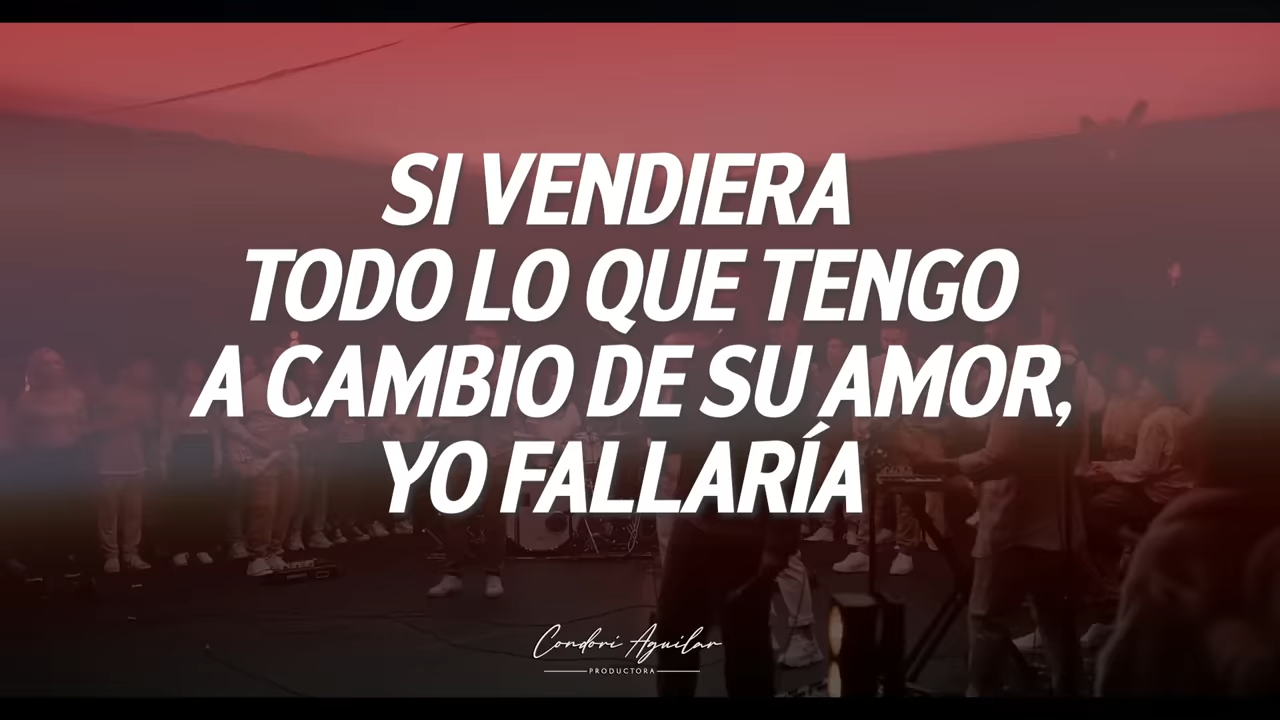 SI VENDIERA
TODO LO QUE TENGO
A CAMBIO DE SU AMOR,
YO FALLARÍA
Condori Aguilar
PRODUCTORA